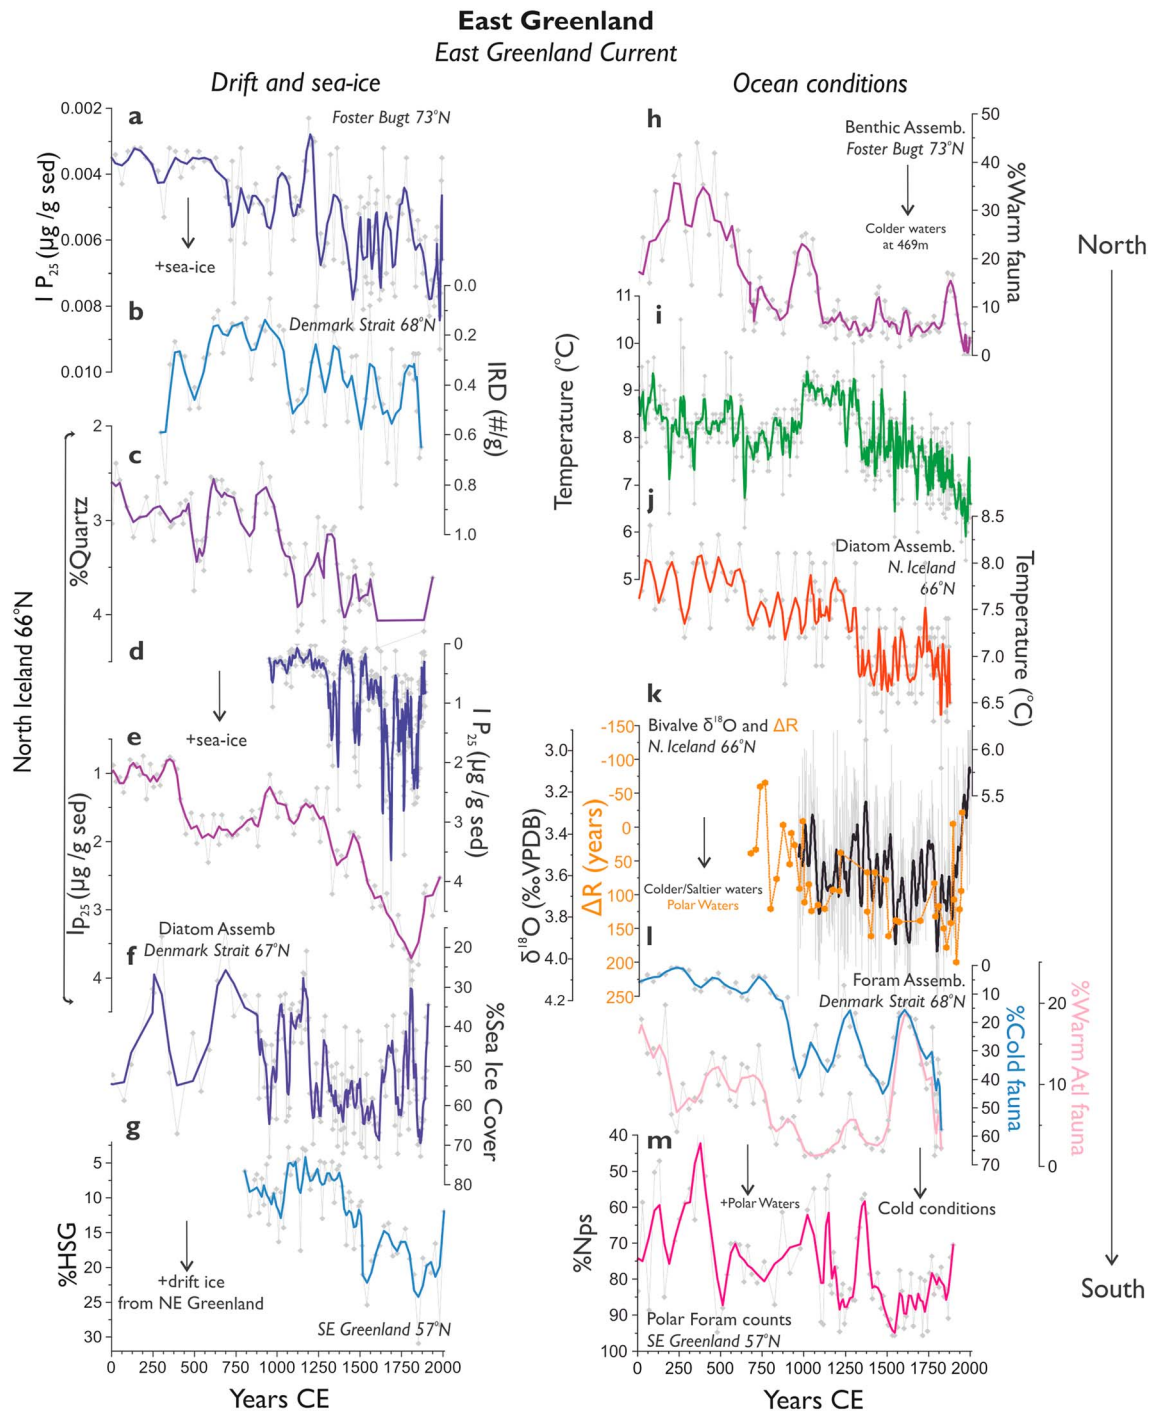 East Greenland
East Greenland Current
Drift and sea-ice
Ocean conditions
a
Foster Bugt 73°N
0.002
0.004
0.006
0.008
0.010
I P25 (µg /g sed)
+sea-ice
b
Denmark Strait 68°N
0.0
0.2
0.4
0.6
0.8
1.0
IRD (#/g)
c
2
3
4
%Quartz
North Iceland 66°N
d
0
1
2
3
4
I P25 (µg /g sed)
+sea-ice
e
1
2
3
4
Ip25 (µg /g sed)
f
Diatom Assemb
Denmark Strait 67°N
20
30
40
50
60
70
80
%Sea Ice Cover
g
5
10
15
20
25
30
%HSG
+drift ice
from NE Greenland
SE Greenland 57°N
0 250 500 750 1000 1250 1500 1750 2000
Years CE
h
Benthic Assemb.
Foster Bugt 73°N
Colder waters
at 469m
50
40
30
20
10
0
%Warm fauna
i
11
10
9
8
7
6
5
Temperature (°C)
j
Diatom Assemb.
N. Iceland
66°N
8.5
8.0
7.5
7.0
6.5
6.0
5.5
Temperature (°C)
k
Bivalve δ18O and ΔR
N. Iceland 66°N
-150
-100
-50
0
50
100
150
200
250
ΔR (years)
3.0
3.2
3.4
3.6
3.8
4.0
4.2
δ18O (‰VPDB)
Colder/Saltier waters
Polar Waters
l
Foram Assemb.
Denmark Strait 68°N
0
10
20
30
40
50
60
70
%Cold fauna
20
10
0
%Warm Atl fauna
m
40
50
60
70
80
90
100
%Nps
+Polar Waters
Cold conditions
Polar Foram counts
SE Greenland 57°N
0 250 500 750 1000 1250 1500 1750 2000
Years CE
North
South